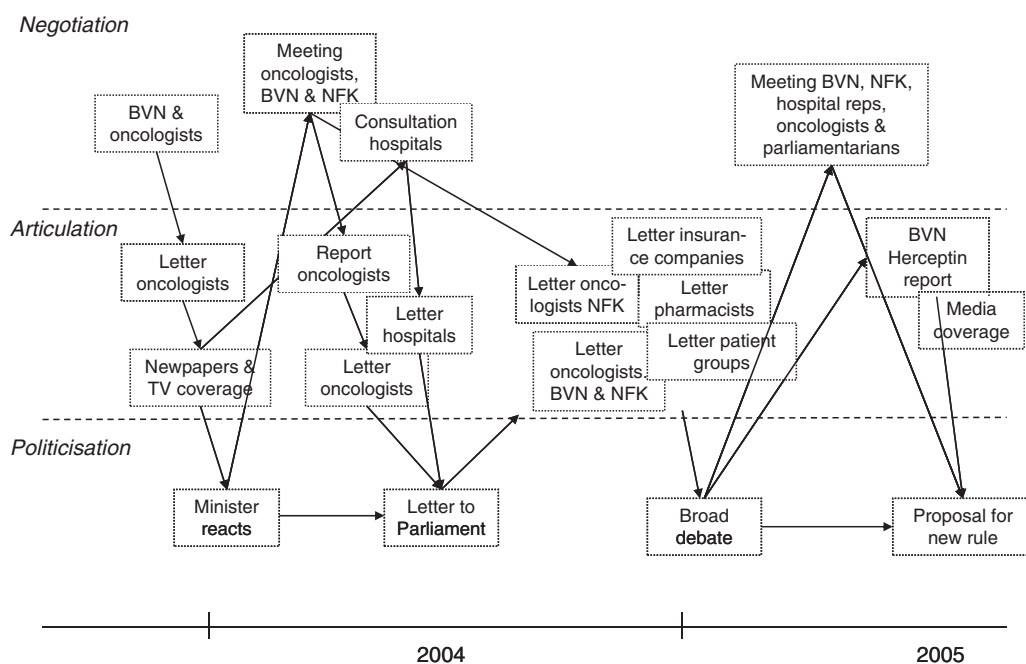 Negotiation
Meeting
oncologists,
BVN & NFK
BVN &
oncologists
Consultation
hospitals
Meeting BVN, NFK,
hospital reps,
oncologists &
parliamentarians
Articulation
Letter
oncologists
Report
oncologists
Letter
hospitals
Newpapers &
TV coverage
Letter
oncologists
Letter onco-
logists NFK
Letter insuran-
ce companies
Letter
pharmacists
Letter patient
groups
Letter
oncologists,
BVN & NFK
BVN
Herceptin
report
Media
coverage
Politicisation
Minister
reacts
Letter to
Parliament
Broad
debate
Proposal for
new rule
2004
2005